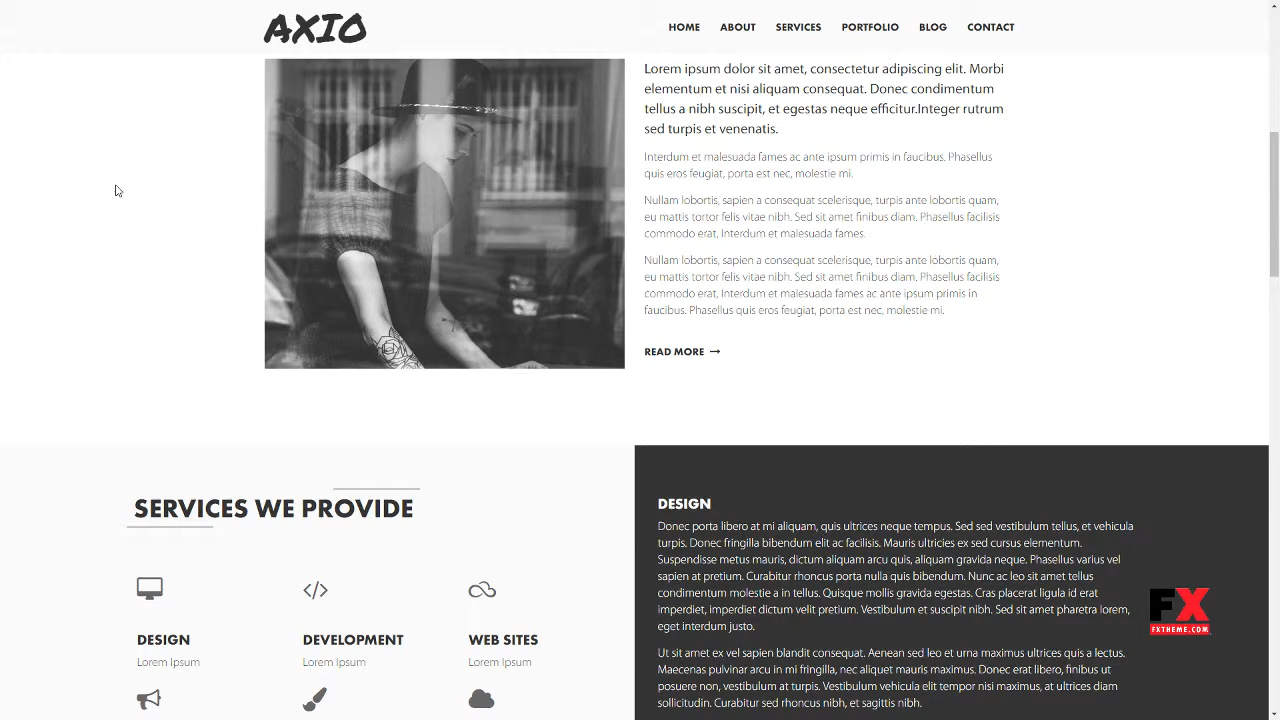 AXIO
HOME ABOUT SERVICES PORTFOLIO BLOG CONTACT
Lorem ipsum dolor sit amet, consectetur adipiscing elit. Morbi
elementum et nisi aliquam consequat. Donec condimentum
tellus a nibh suscipit, et egestas neque efficitur.Integer rutrum
sed turpis et venenatis.
Interdum et malesuada fames ac ante ipsum primis in faucibus. Phasellus
quis eros feugiat, porta est nec, molestie mi.
Nullam lobortis, sapien a consequat scelerisque, turpis ante lobortis quam,
eu mattis tortor felis vitae nibh. Sed sit amet finibus diam. Phasellus facilisis
commodo erat, Interdum et malesuada fames.
Nullam lobortis, sapien a consequat scelerisque, turpis ante lobortis quam,
eu mattis tortor felis vitae nibh. Sed sit amet finibus diam. Phasellus facilisis
commodo erat, Interdum et malesuada fames ac ante ipsum primis in
faucibus. Phasellus quis eros feugiat, porta est nec, molestie mi.
READ MORE
SERVICES WE PROVIDE
DESIGN
Lorem Ipsum
DEVELOPMENT
Lorem Ipsum
WEB SITES
Lorem Ipsum
DESIGN
Donec porta libero at mi aliquam, quis ultrices neque tempus. Sed sed vestibulum tellus, et vehicula
turpis. Donec fringilla bibendum elit ac facilisis. Mauris ultricies ex sed cursus elementum.
Suspendisse metus mauris, dictum aliquam arcu quis, aliquam gravida neque. Phasellus varius vel
sapien at pretium. Curabitur rhoncus porta nulla quis bibendum. Nunc ac leo sit amet tellus
condimentum molestie a in tellus. Quisque mollis gravida egestas. Cras placerat ligula id erat
imperdiet, imperdiet dictum velit pretium. Vestibulum et suscipit nibh. Sed sit amet pharetra lorem,
eget interdum justo.
Ut sit amet ex vel sapien blandit consequat. Aenean sed leo et urna maximus ultrices quis a lectus.
Maecenas pulvinar arcu in mi fringilla, nec aliquet mauris maximus. Donec erat libero, finibus ut
posuere non, vestibulum at turpis. Vestibulum vehicula elit tempor nisi maximus, at ultrices diam
sollicitudin. Curabitur sed rhoncus nibh, et sagittis nibh.
FX
FXTHEME.COM